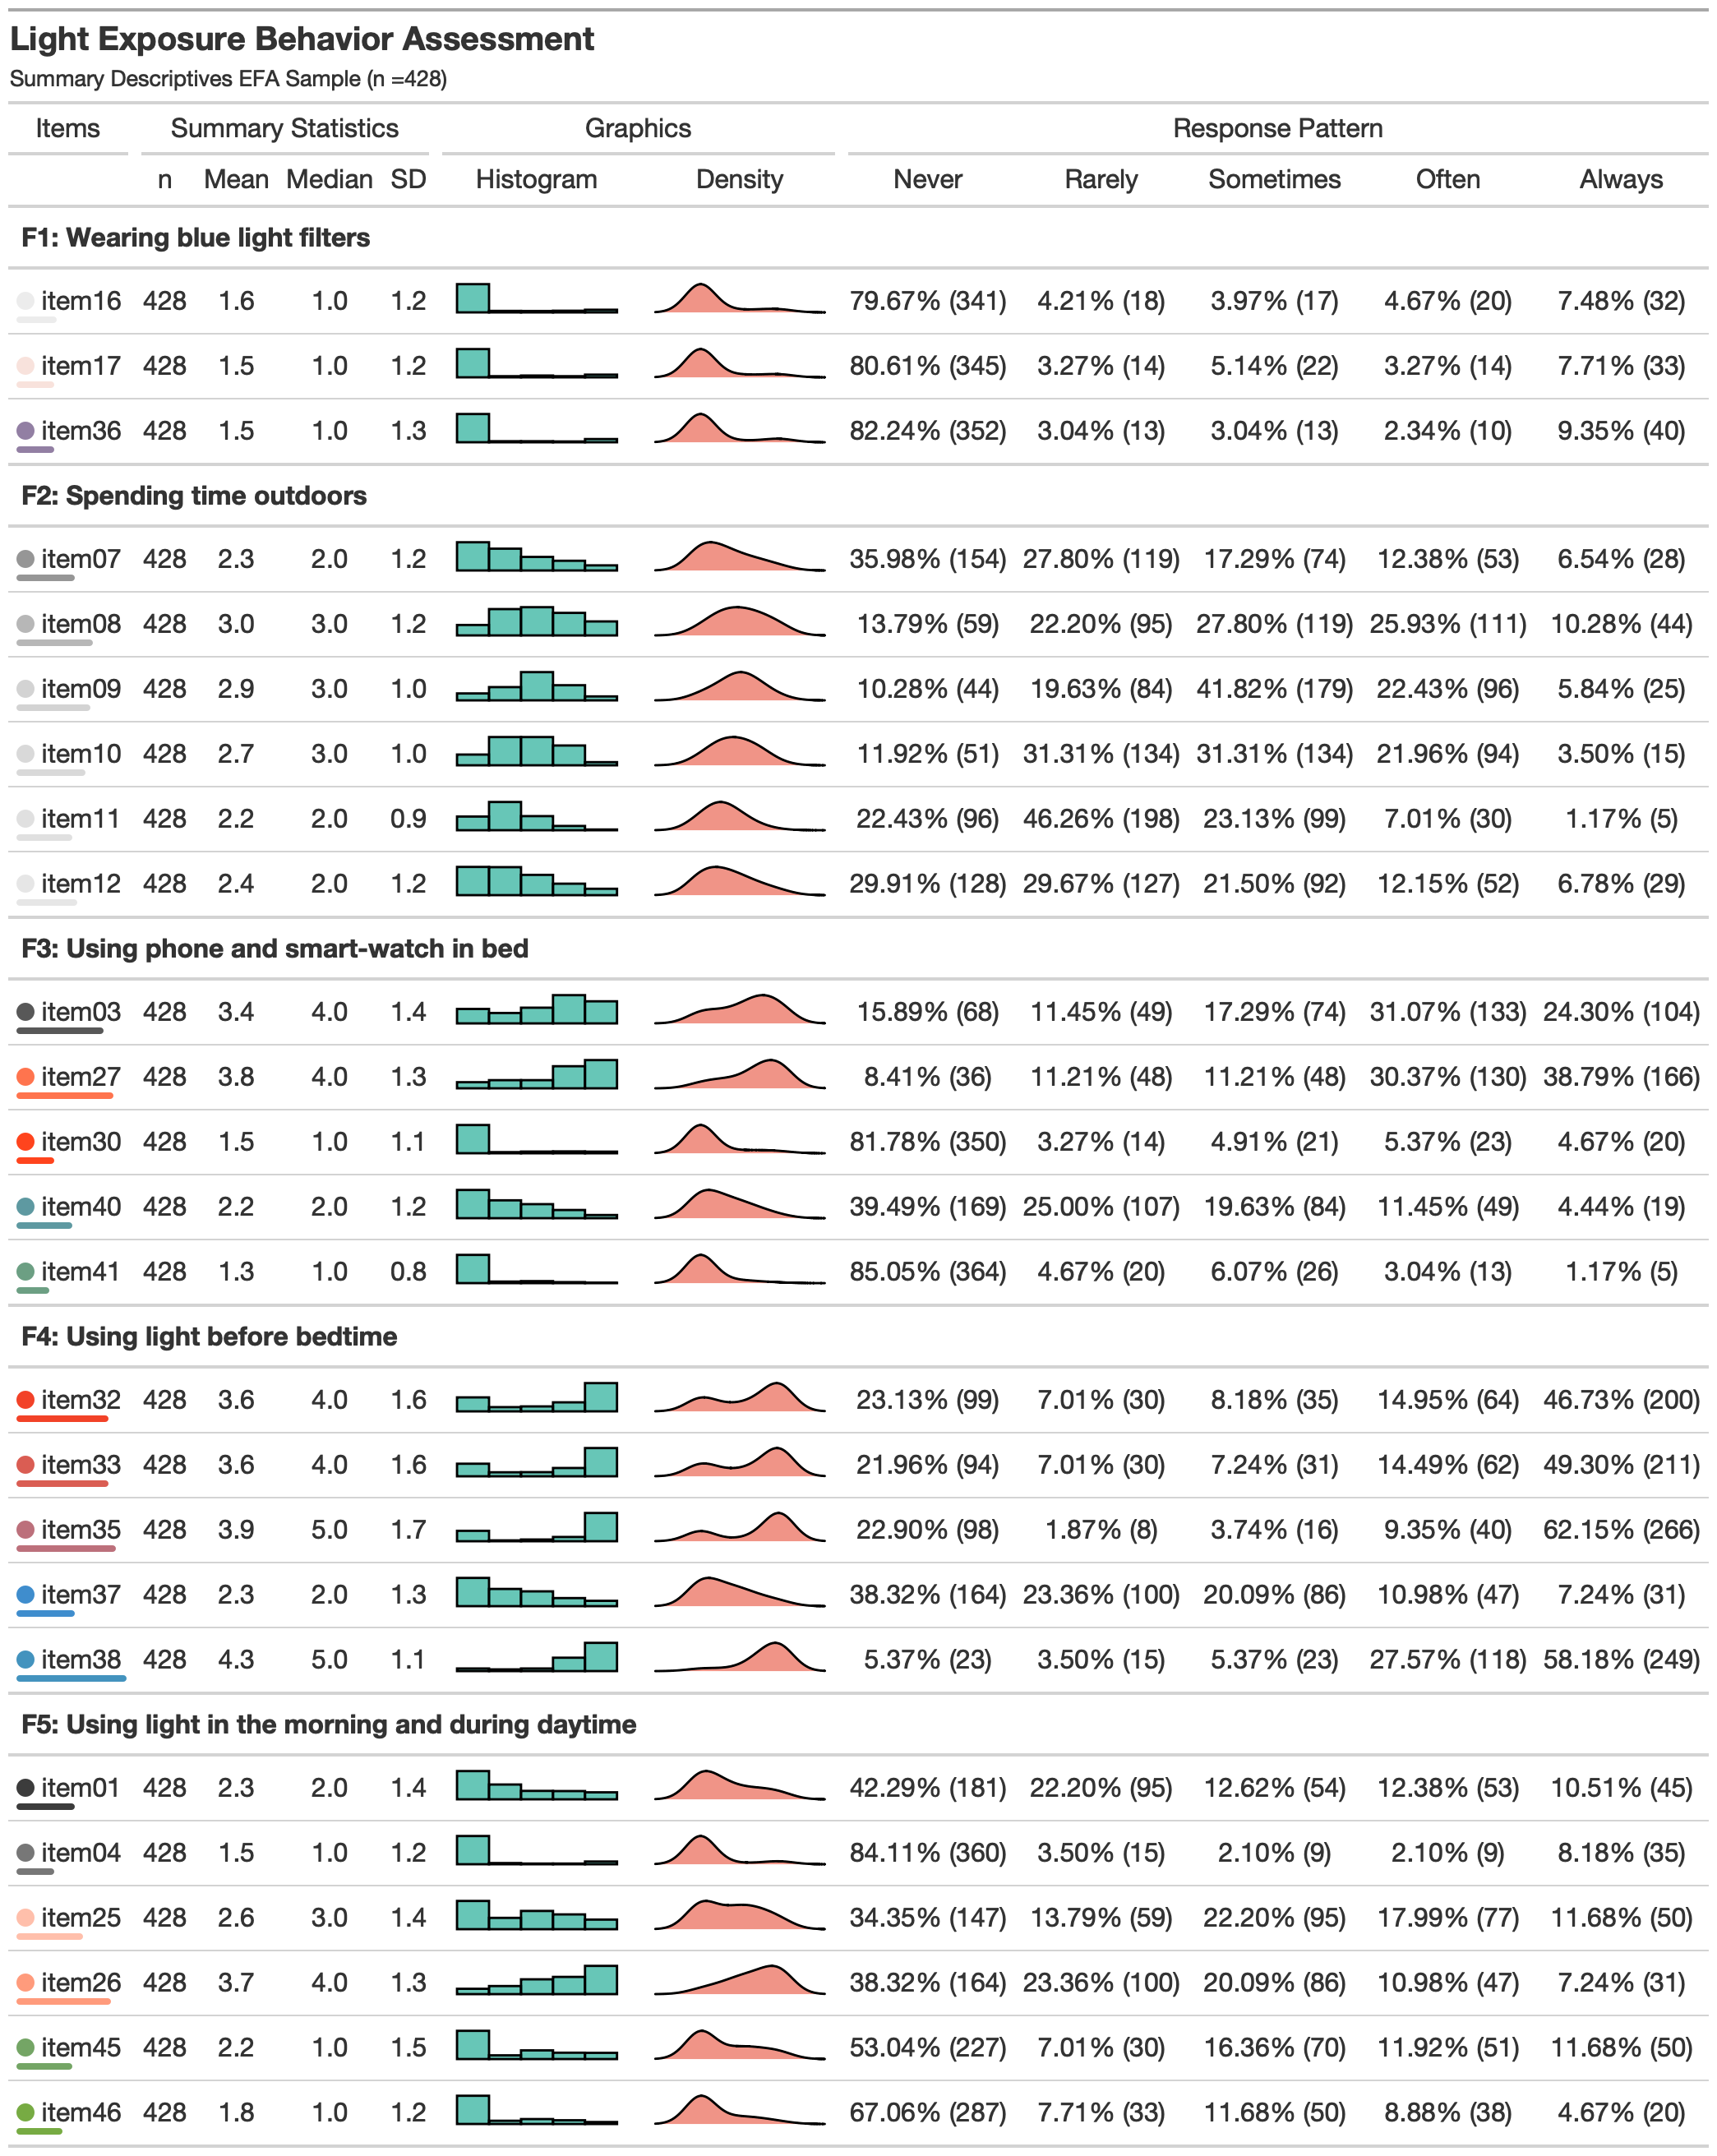 Light Exposure Behavior Assessment
Summary Descriptives EFA Sample (n =428)
Items Summary Statistics Graphics Response Pattern
n Mean Median SD Histogram Density Never Rarely Sometimes Often Always
F1: Wearing blue light filters
item16 428 1.6 1.0 1.2 79.67% (341) 4.21% (18) 3.97% (17) 4.67% (20) 7.48% (32)
item17 428 1.5 1.0 1.2 80.61% (345) 3.27% (14) 5.14% (22) 3.27% (14) 7.71% (33)
item36 428 1.5 1.0 1.3 82.24% (352) 3.04% (13) 3.04% (13) 2.34% (10) 9.35% (40)
F2: Spending time outdoors
item07 428 2.3 2.0 1.2 35.98% (154) 27.80% (119) 17.29% (74) 12.38% (53) 6.54% (28)
item08 428 3.0 3.0 1.2 13.79% (59) 22.20% (95) 27.80% (119) 25.93% (111) 10.28% (44)
item09 428 2.9 3.0 1.0 10.28% (44) 19.63% (84) 41.82% (179) 22.43% (96) 5.84% (25)
item10 428 2.7 3.0 1.0 11.92% (51) 31.31% (134) 31.31% (134) 21.96% (94) 3.50% (15)
item11 428 2.2 2.0 0.9 22.43% (96) 46.26% (198) 23.13% (99) 7.01% (30) 1.17% (5)
item12 428 2.4 2.0 1.2 29.91% (128) 29.67% (127) 21.50% (92) 12.15% (52) 6.78% (29)
F3: Using phone and smart-watch in bed
item03 428 3.4 4.0 1.4 15.89% (68) 11.45% (49) 17.29% (74) 31.07% (133) 24.30% (104)
item27 428 3.8 4.0 1.3 8.41% (36) 11.21% (48) 11.21% (48) 30.37% (130) 38.79% (166)
item30 428 1.5 1.0 1.1 81.78% (350) 3.27% (14) 4.91% (21) 5.37% (23) 4.67% (20)
item40 428 2.2 2.0 1.2 39.49% (169) 25.00% (107) 19.63% (84) 11.45% (49) 4.44% (19)
item41 428 1.3 1.0 0.8 85.05% (364) 4.67% (20) 6.07% (26) 3.04% (13) 1.17% (5)
F4: Using light before bedtime
item32 428 3.6 4.0 1.6 23.13% (99) 7.01% (30) 8.18% (35) 14.95% (64) 46.73% (200)
item33 428 3.6 4.0 1.6 21.96% (94) 7.01% (30) 7.24% (31) 14.49% (62) 49.30% (211)
item35 428 3.9 5.0 1.7 22.90% (98) 1.87% (8) 3.74% (16) 9.35% (40) 62.15% (266)
item37 428 2.3 2.0 1.3 38.32% (164) 23.36% (100) 20.09% (86) 10.98% (47) 7.24% (31)
item38 428 4.3 5.0 1.1 5.37% (23) 3.50% (15) 5.37% (23) 27.57% (118) 58.18% (249)
F5: Using light in the morning and during daytime
item01 428 2.3 2.0 1.4 42.29% (181) 22.20% (95) 12.62% (54) 12.38% (53) 10.51% (45)
item04 428 1.5 1.0 1.2 84.11% (360) 3.50% (15) 2.10% (9) 2.10% (9) 8.18% (35)
item25 428 2.6 3.0 1.4 34.35% (147) 13.79% (59) 22.20% (95) 17.99% (77) 11.68% (50)
item26 428 3.7 4.0 1.3 38.32% (164) 23.36% (100) 20.09% (86) 10.98% (47) 7.24% (31)
item45 428 2.2 1.0 1.5 53.04% (227) 7.01% (30) 16.36% (70) 11.92% (51) 11.68% (50)
item46 428 1.8 1.0 1.2 67.06% (287) 7.71% (33) 11.68% (50) 8.88% (38) 4.67% (20)